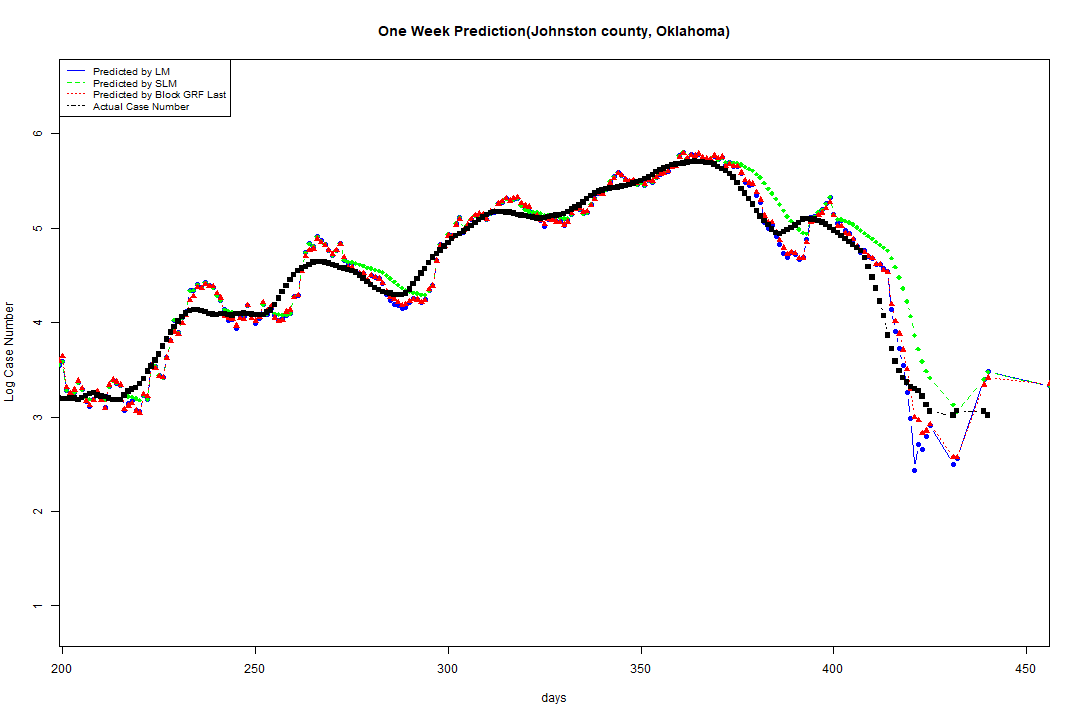 One Week Prediction(Johnston county, Oklahoma)
Predicted by LM
Predicted by SLM
Predicted by Block GRF Last
Actual Case Number
6
5
4
3
2
1
Log Case Number
200 250 300 350 400 450
days